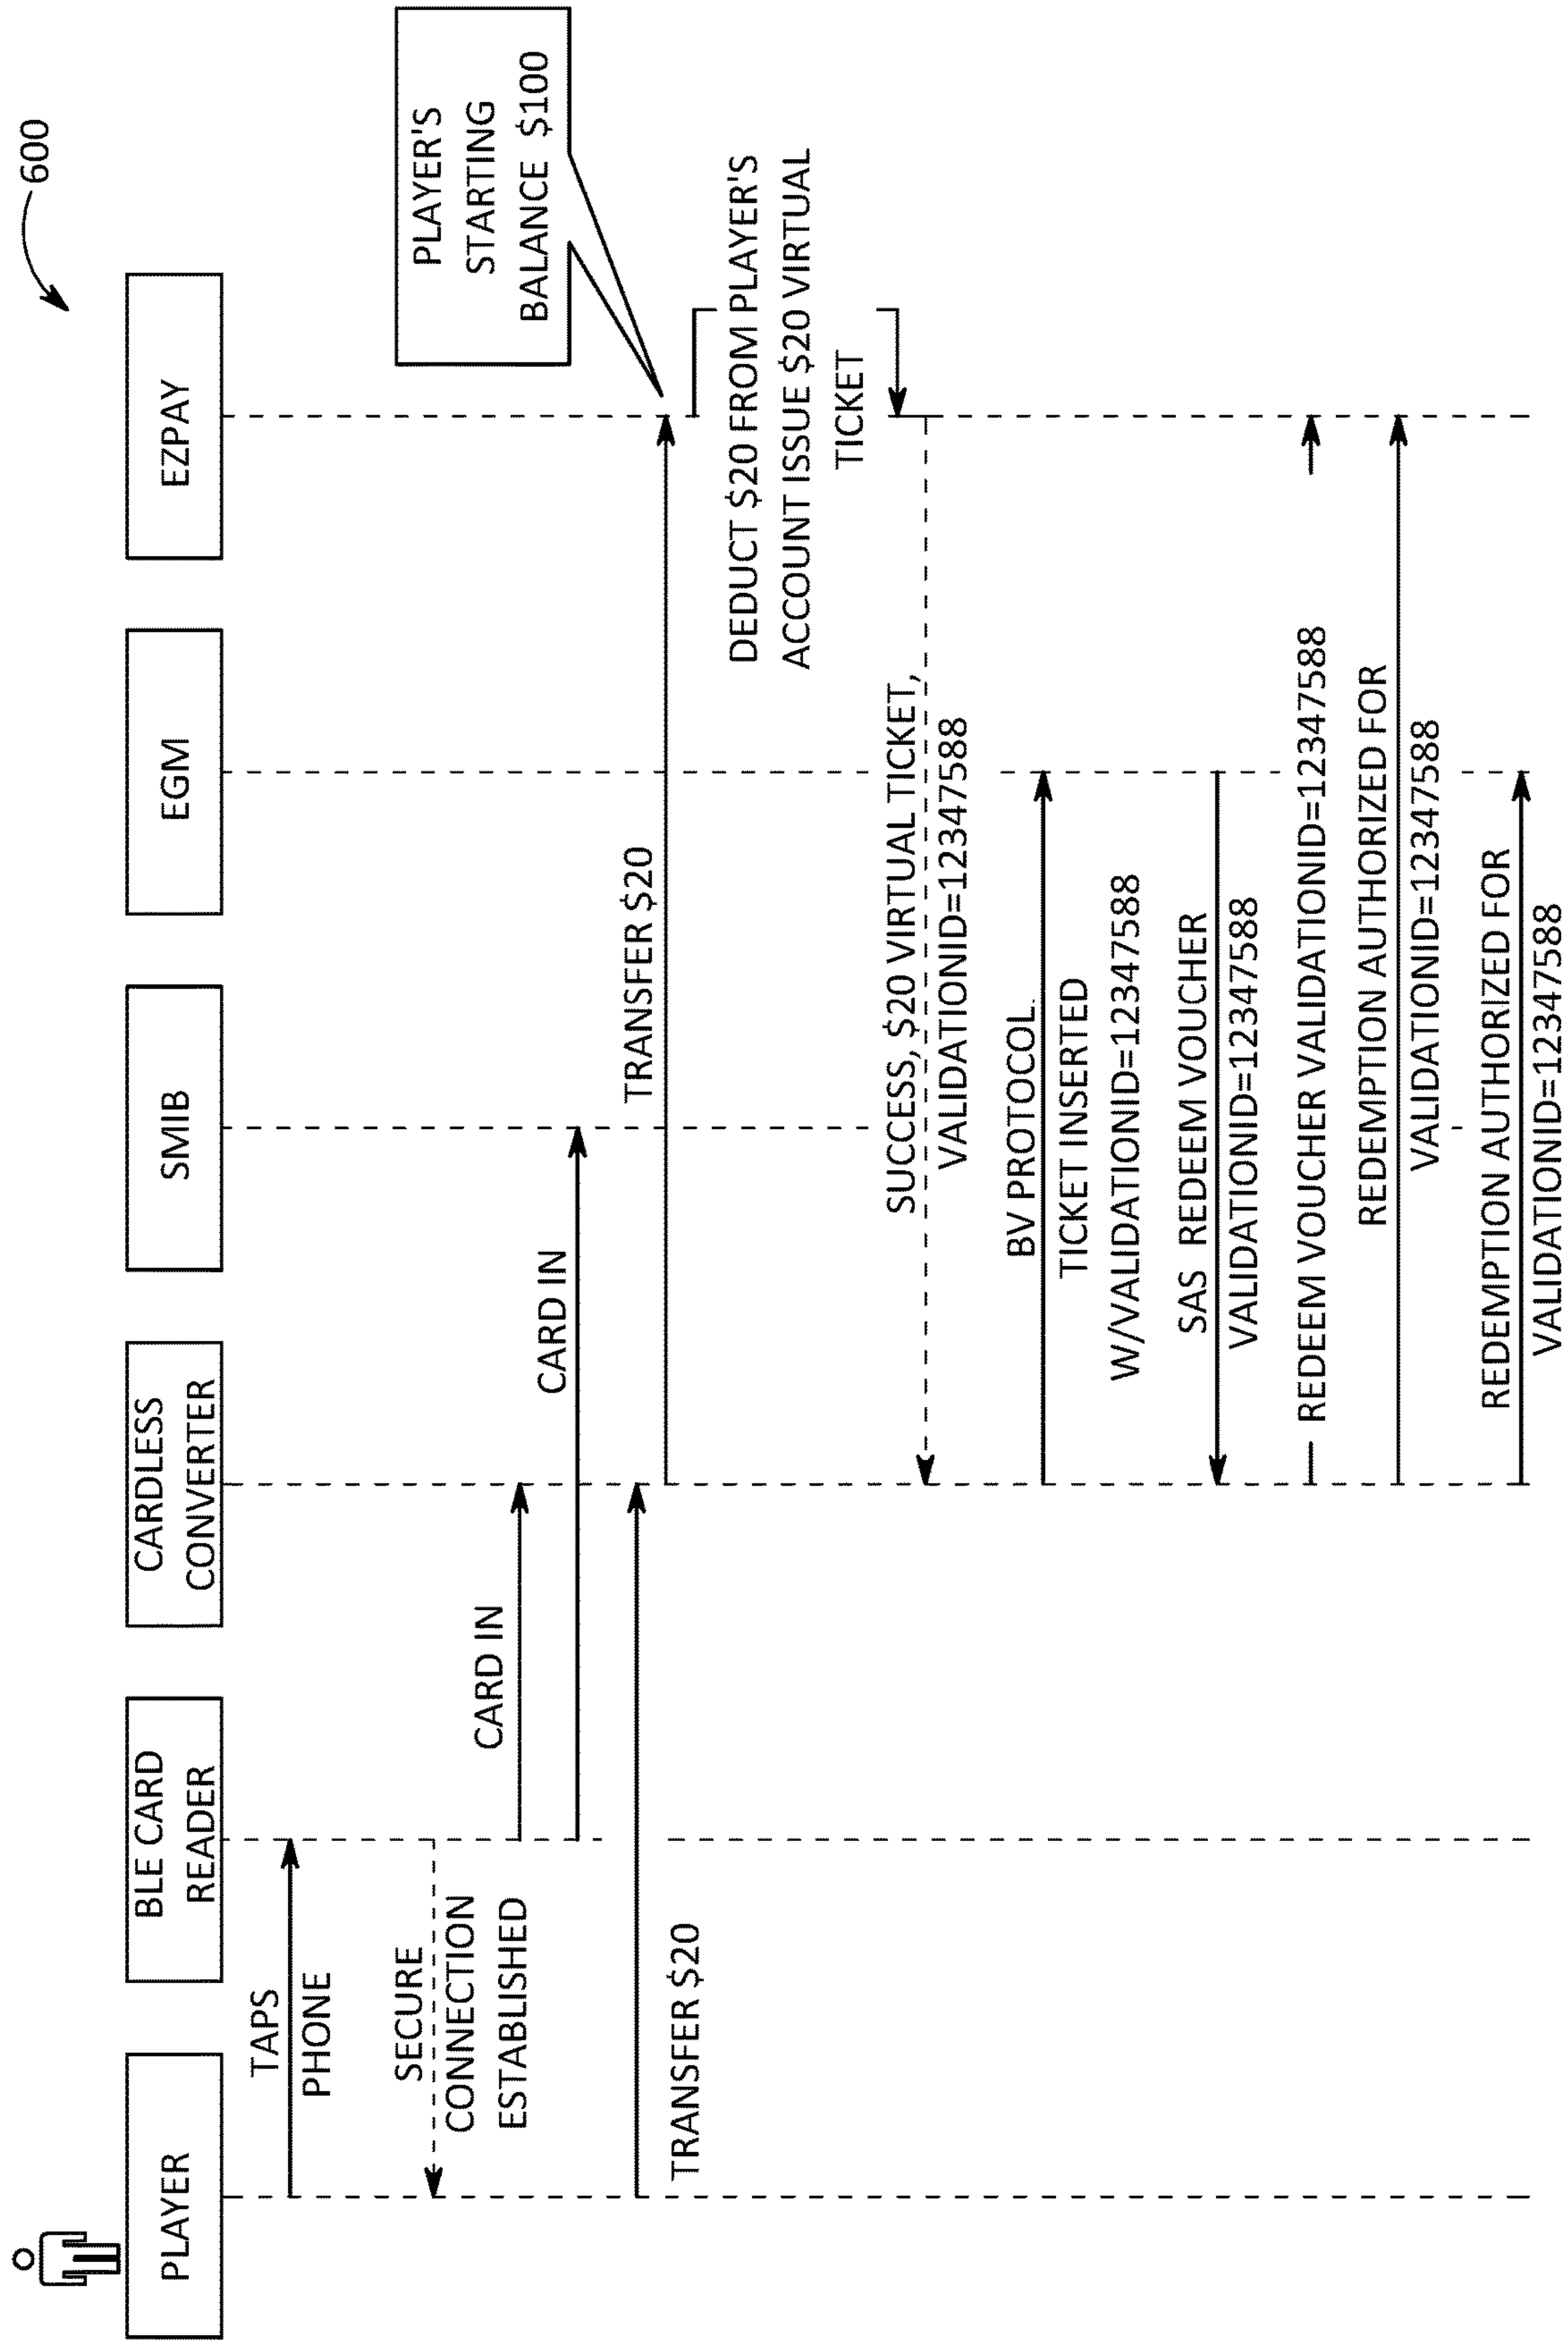 600
PLAYER
BLE CARD
READER
CARDLESS
CONVERTER
SMIB
EGM
EZPAY
TAPS
PHONE
SECURE
CONNECTION
ESTABLISHED
CARD IN
CARD IN
TRANSFER $20
TRANSFER $20
PLAYER'S
STARTING
BALANCE $100
DEDUCT $20 FROM PLAYER'S
ACCOUNT ISSUE $20 VIRTUAL
TICKET
SUCCESS, $20 VIRTUAL TICKET,
VALIDATIONID=12347588
BV PROTOCOL.
TICKET INSERTED
W/VALIDATIONID=12347588
SAS REDEEM VOUCHER
VALIDATIONID=12347588
REDEEM VOUCHER VALIDATIONID=12347588
REDEMPTION AUTHORIZED FOR
VALIDATIONID=12347588
REDEMPTION AUTHORIZED FOR
VALIDATIONID=12347588